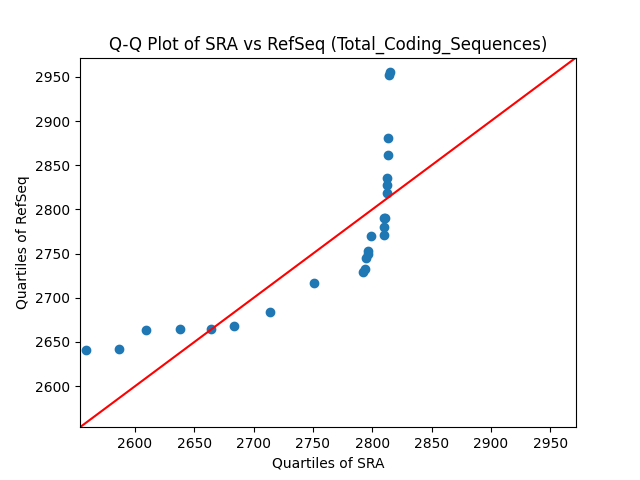 Q-Q Plot of SRA vs RefSeq (Total_Coding_Sequences)
2950
2900
2850
2800
2750
2700
2650
2600
Quartiles of RefSeq
2600 2650 2700 2750 2800 2850 2900 2950
Quartiles of SRA